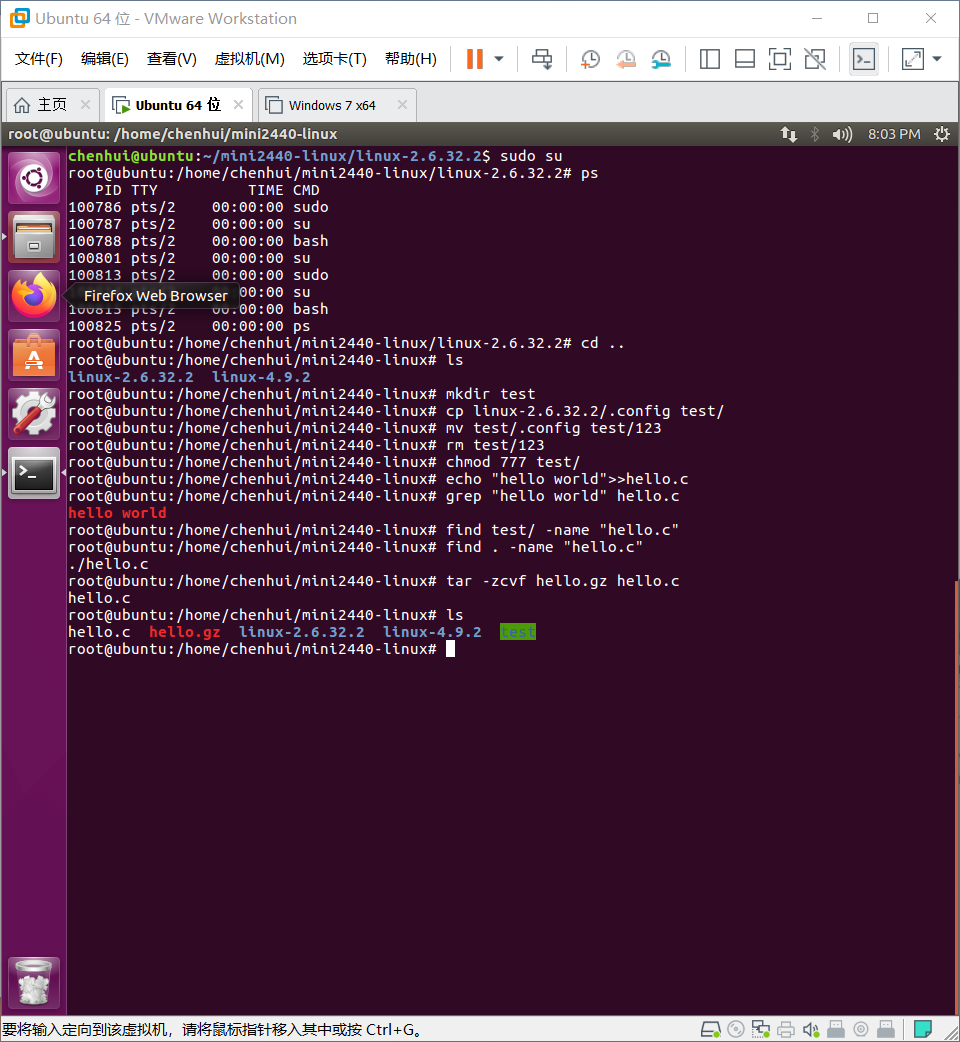 Ubuntu 64 位 - VMware Workstation
文件(F) 编辑(E) 查看(V) 虚拟机(M) 选项卡(T) 帮助(H)
主页 Ubuntu 64 位 Windows 7 x64
root@ubuntu: /home/chenhui/mini2440-linux 8:03 PM
chenhui@ubuntu:~/mini2440-linux/linux-2.6.32.2$ sudo su
root@ubuntu:/home/chenhui/mini2440-linux/linux-2.6.32.2# ps
PID TTY TIME CMD
100786 pts/2 00:00:00 sudo
100787 pts/2 00:00:00 su
100788 pts/2 00:00:00 bash
100801 pts/2 00:00:00 su
100813 pts/2 00:00:00 sudo
Firefox Web Browser 00:00 su
100815 pts/2 00:00:00 bash
100825 pts/2 00:00:00 ps
root@ubuntu:/home/chenhui/mini2440-linux/linux-2.6.32.2# cd ..
root@ubuntu:/home/chenhui/mini2440-linux# ls
linux-2.6.32.2 linux-4.9.2
root@ubuntu:/home/chenhui/mini2440-linux# mkdir test
root@ubuntu:/home/chenhui/mini2440-linux# cp linux-2.6.32.2/.config test/
root@ubuntu:/home/chenhui/mini2440-linux# mv test/.config test/123
root@ubuntu:/home/chenhui/mini2440-linux# rm test/123
root@ubuntu:/home/chenhui/mini2440-linux# chmod 777 test/
root@ubuntu:/home/chenhui/mini2440-linux# echo "hello world">>hello.c
root@ubuntu:/home/chenhui/mini2440-linux# grep "hello world" hello.c
hello world
root@ubuntu:/home/chenhui/mini2440-linux# find test/ -name "hello.c"
root@ubuntu:/home/chenhui/mini2440-linux# find . -name "hello.c"
./hello.c
root@ubuntu:/home/chenhui/mini2440-linux# tar -zcvf hello.gz hello.c
hello.c
root@ubuntu:/home/chenhui/mini2440-linux# ls
hello.c hello.gz linux-2.6.32.2 linux-4.9.2 test
root@ubuntu:/home/chenhui/mini2440-linux#
要将输入定向到该虚拟机，请将鼠标指针移入其中或按 Ctrl+G。